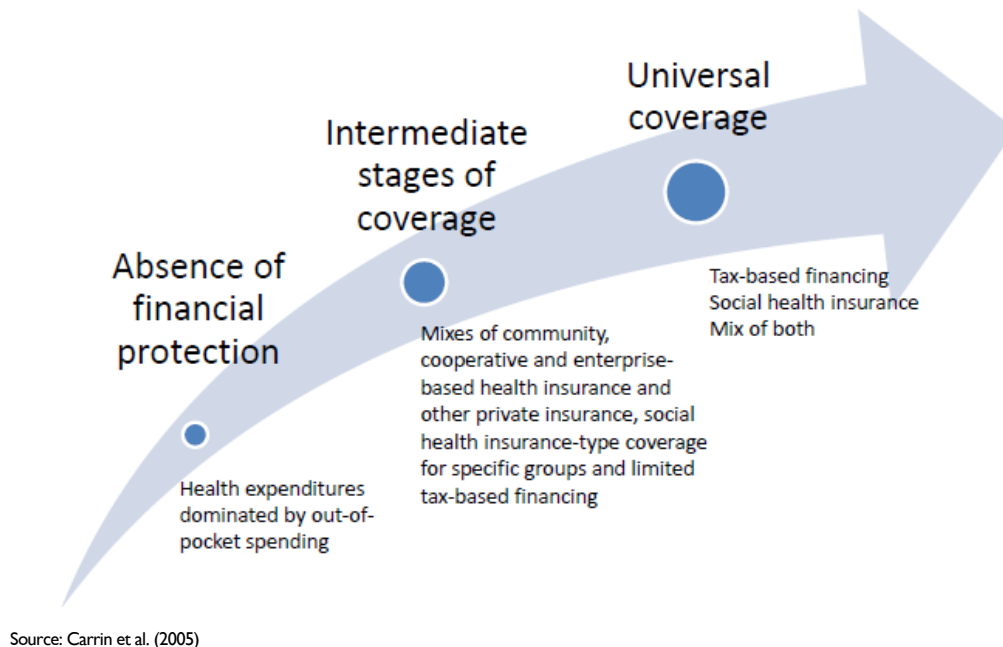 Universal
coverage
Intermediate
stages of
coverage
Absence of
financial
protection
Tax-based financing
Social health insurance
Mix of both
Mixes of community,
cooperative and enterprise-
based health insurance and
other private insurance, social
health insurance-type coverage
for specific groups and limited
tax-based financing
Health expenditures
dominated by out-of-
pocket spending
Source: Carrin et al. (2005)